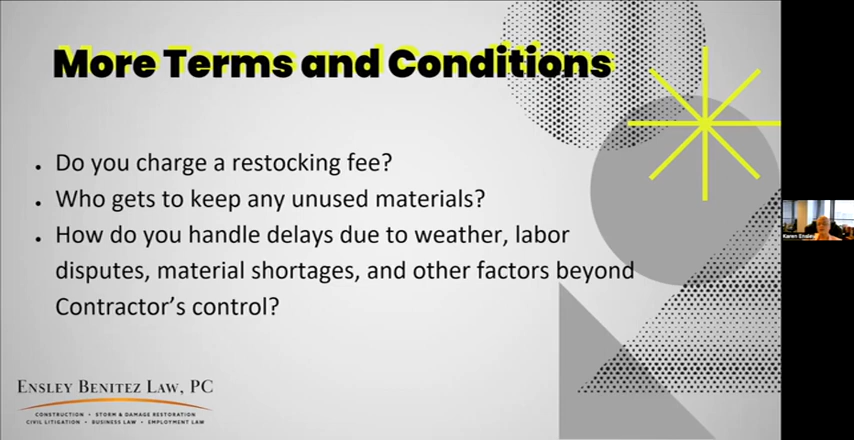 More Terms and Conditions
• Do you charge a restocking fee?
• Who gets to keep any unused materials?
• How do you handle delays due to weather, labor
disputes, material shortages, and other factors beyond
Contractor's control?
ENSLEY BENITEZ LAW, PC
CONSTRUCTION • STORM & DAMAGE RESTORATION
CIVIL LITIGATION • BUSINESS LAW • EMPLOYMENT LAW
Karen Ensley